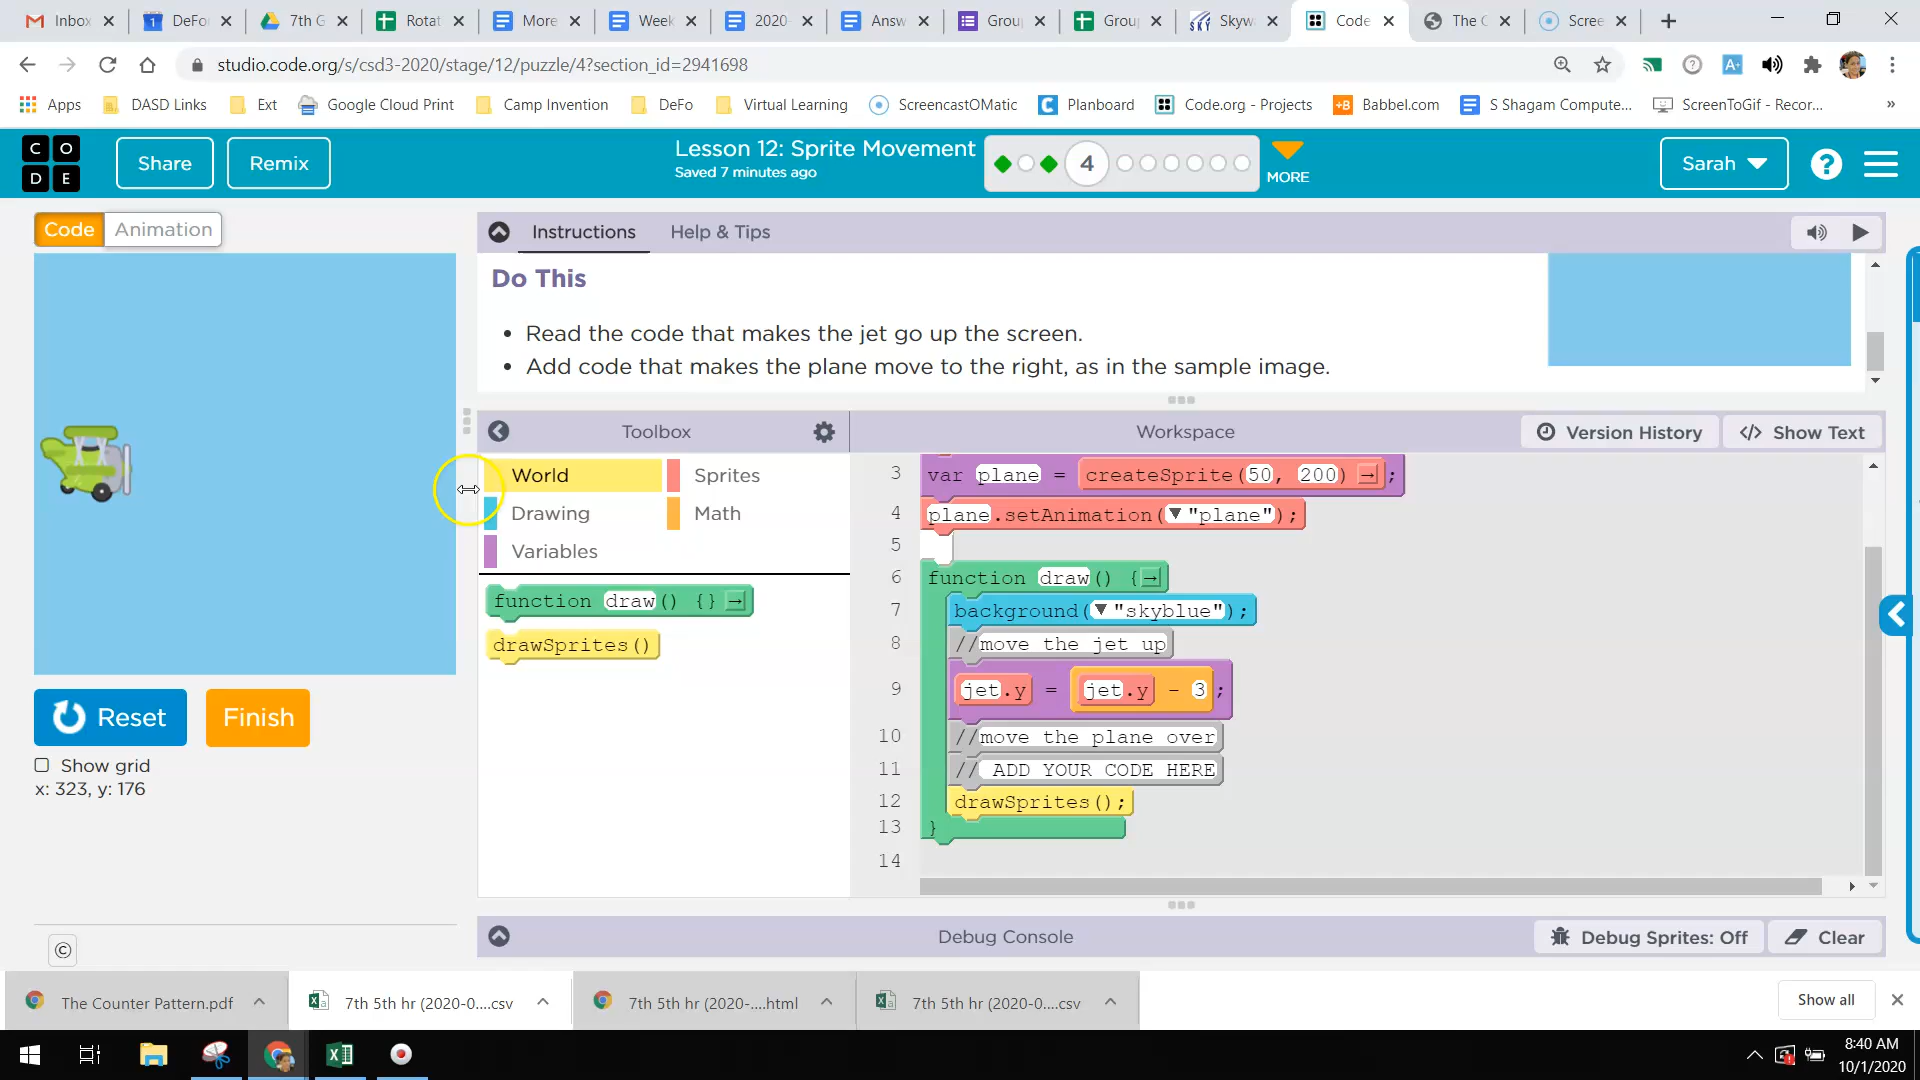 Inbox
DeFo
7th G
Rotat
More
Week
2020-
Answ
Grou
Grou
SKY
Skyw
Code
The C
Scree
studio.code.org/s/csd3-2020/stage/12/puzzle/4?section_id=2941698
Apps
DASD Links
Ext
Google Cloud Print
Camp Invention
DeFo
Virtual Learning
ScreencastOMatic
Planboard
Code.org - Projects
+B
Babbel.com
S Shagam Compute...
ScreenToGif - Recor...
»
C O
D E
Share
Remix
Lesson 12: Sprite Movement
Saved 7 minutes ago
4
MORE
Sarah
?
Code
Animation
Instructions
Help & Tips
Do This
• Read the code that makes the jet go up the screen.
• Add code that makes the plane move to the right, as in the sample image.
Toolbox
Workspace
Version History
</> Show Text
World
Sprites
Drawing
Math
Variables
function draw() {} →
drawSprites()
3 var plane = createSprite(50, 200) → ;
4 plane.setAnimation(▼ "plane");
5
6 function draw() { →
7 background(▼ "skyblue");
8 //move the jet up
9 jet.y = jet.y - 3 ;
10 //move the plane over
11 // ADD YOUR CODE HERE
12 drawSprites();
13 }
14
Reset
Finish
Show grid
x: 323, y: 176
©
Debug Console
Debug Sprites: Off
Clear
The Counter Pattern.pdf
7th 5th hr (2020-0....csv
7th 5th hr (2020-....html
7th 5th hr (2020-0....csv
Show all
8:40 AM
10/1/2020